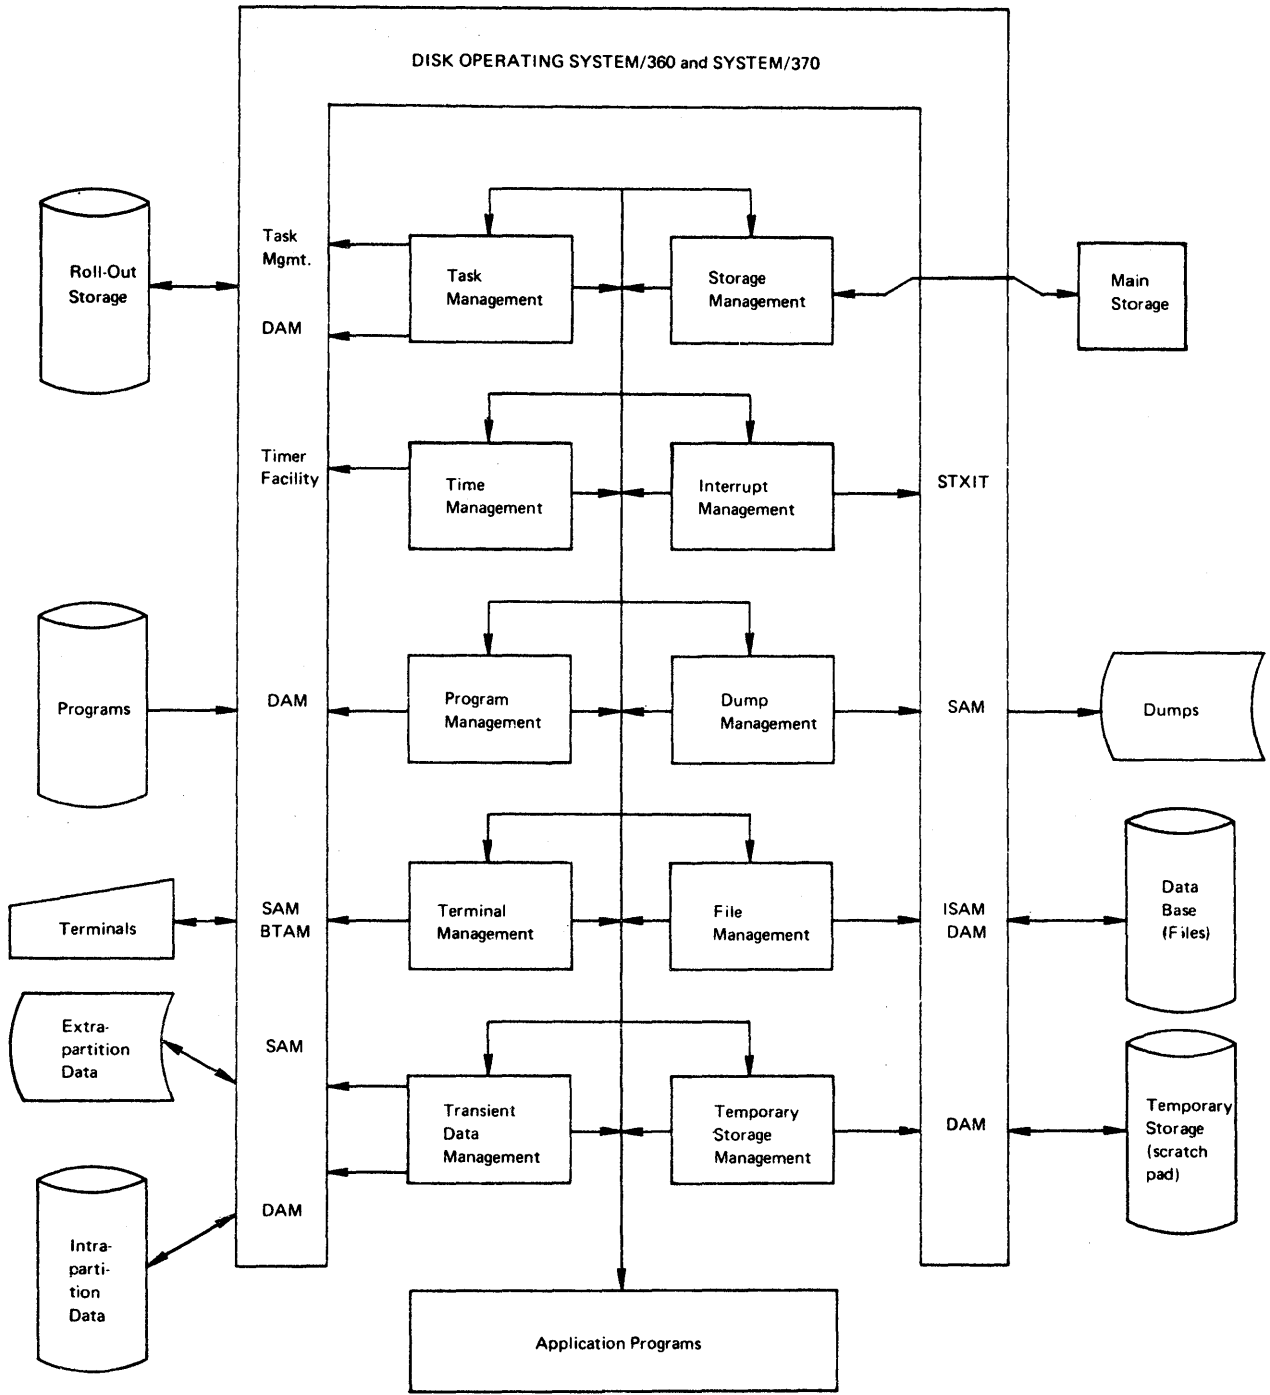 DISK OPERATING SYSTEM/360 and SYSTEM/370
Roll-Out
Storage
Task
Mgmt.
DAM
Task
Management
Storage
Management
Main
Storage
Timer
Facility
Time
Management
Interrupt
Management
STXIT
Programs
DAM
Program
Management
Dump
Management
SAM
Dumps
Terminals
SAM
BTAM
Terminal
Management
File
Management
ISAM
DAM
Data
Base
(Files)
Extra-
partition
Data
SAM
Transient
Data
Management
Temporary
Storage
Management
DAM
Temporary
Storage
(scratch
pad)
Intra-
parti-
tion
Data
DAM
Application Programs